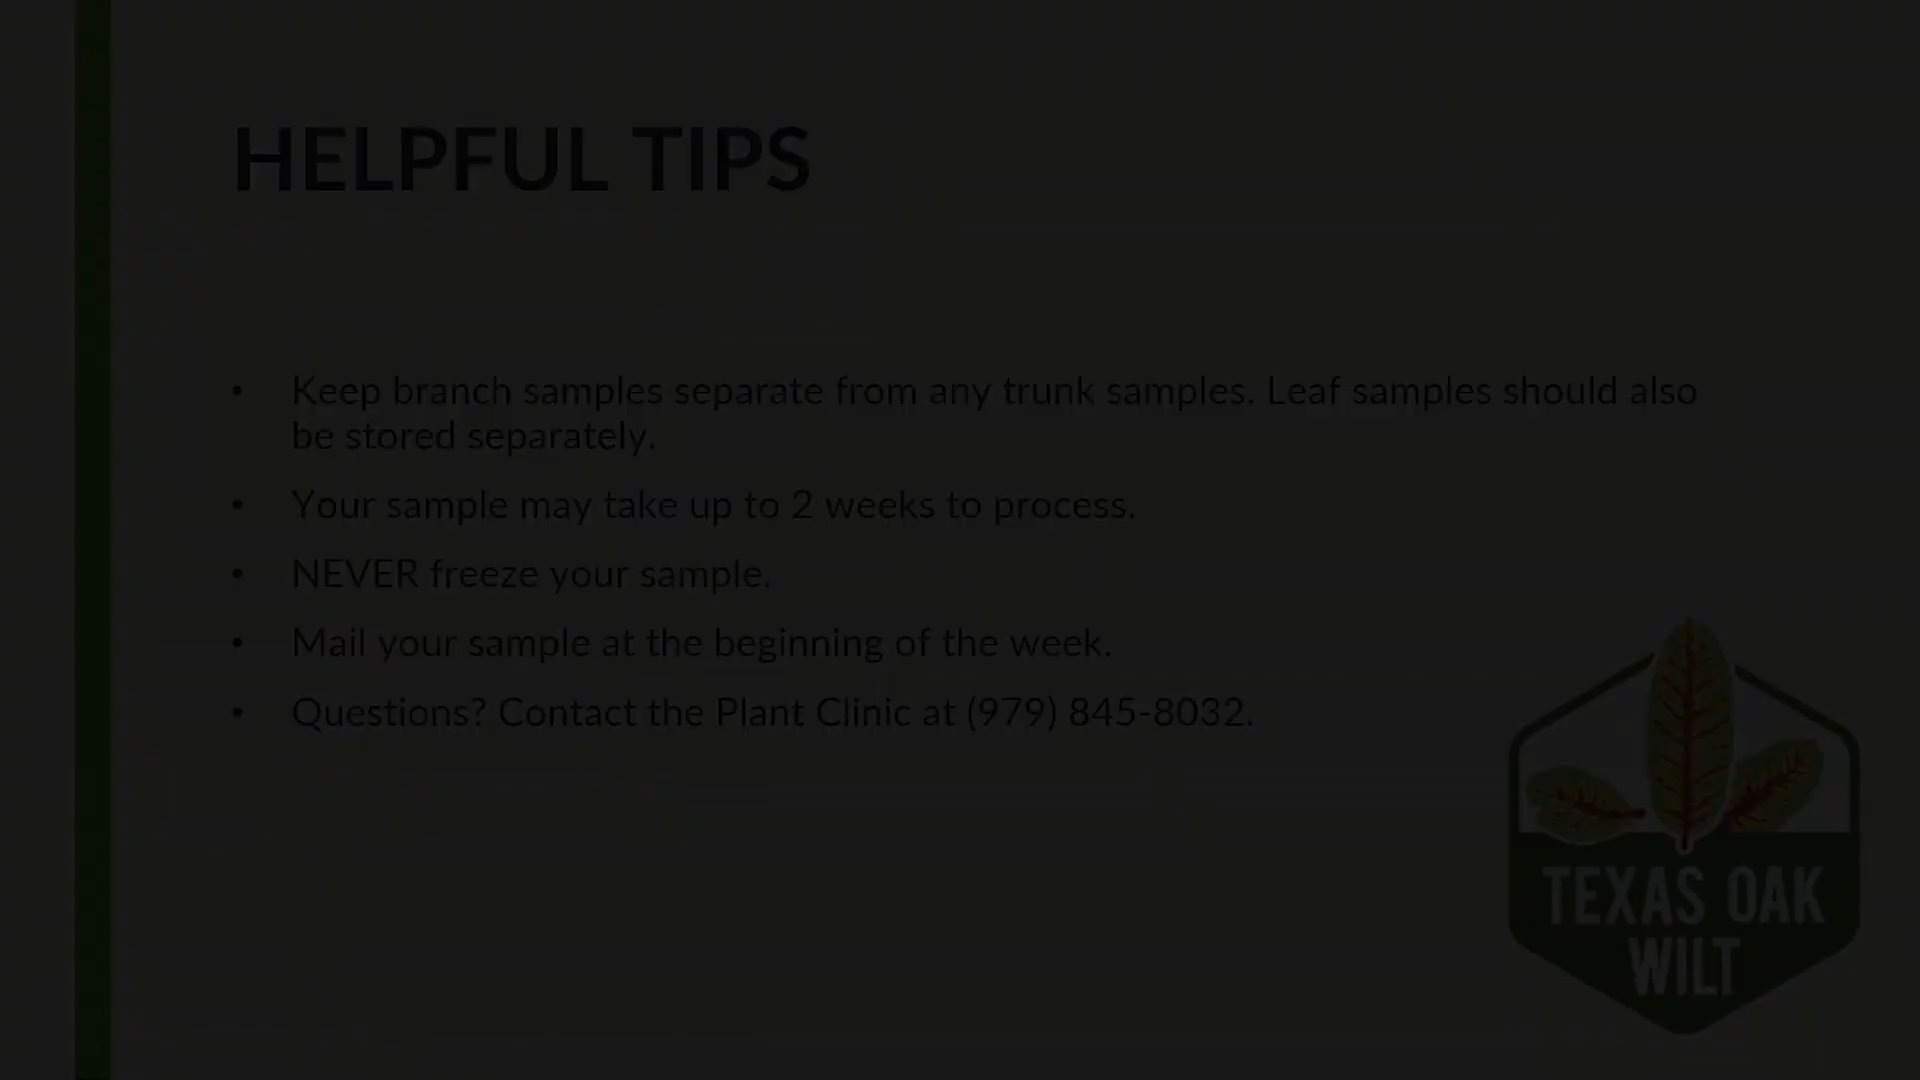 HELPFUL TIPS
• Keep branch samples separate from any trunk samples. Leaf samples should also
be stored separately.
• Your sample may take up to 2 weeks to process.
• NEVER freeze your sample.
• Mail your sample at the beginning of the week.
• Questions? Contact the Plant Clinic at (979) 845-8032.
TEXAS OAK
WILT